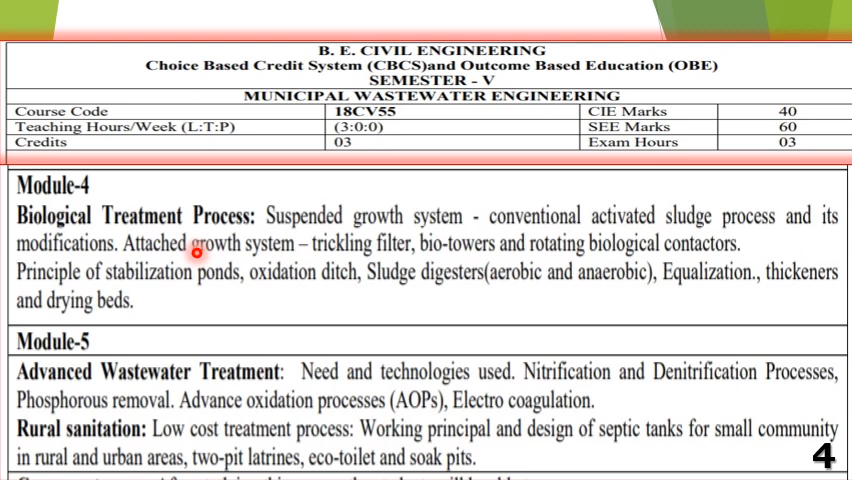 B. E. CIVIL ENGINEERING
Choice Based Credit System (CBCS)and Outcome Based Education (OBE)
SEMESTER - V
MUNICIPAL WASTEWATER ENGINEERING
Course Code 18CV55 CIE Marks 40
Teaching Hours/Week (L:T:P) (3:0:0) SEE Marks 60
Credits 03 Exam Hours 03
Module-4
Biological Treatment Process: Suspended growth system - conventional activated sludge process and its
modifications. Attached growth system – trickling filter, bio-towers and rotating biological contactors.
Principle of stabilization ponds, oxidation ditch, Sludge digesters(aerobic and anaerobic), Equalization., thickeners
and drying beds.
Module-5
Advanced Wastewater Treatment: Need and technologies used. Nitrification and Denitrification Processes,
Phosphorous removal. Advance oxidation processes (AOPs), Electro coagulation.
Rural sanitation: Low cost treatment process: Working principal and design of septic tanks for small community
in rural and urban areas, two-pit latrines, eco-toilet and soak pits.
4